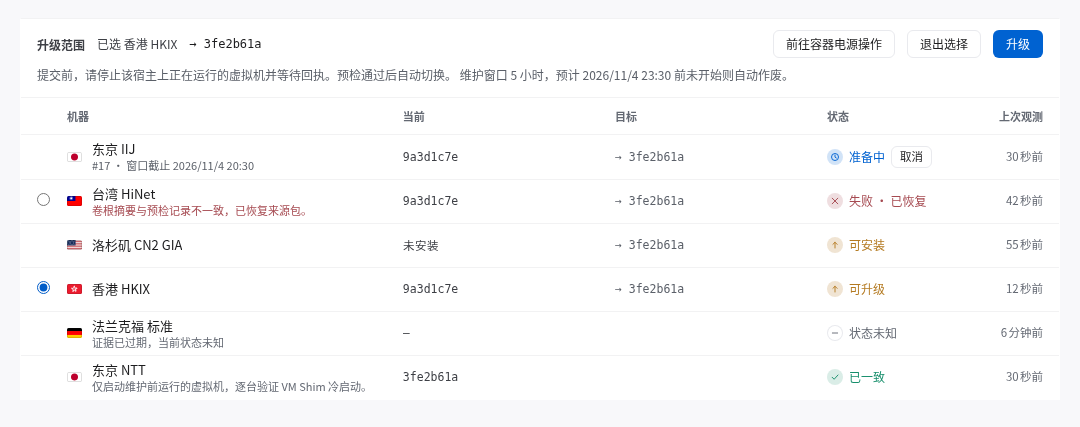 升级范围 已选 香港 HKIX → 3fe2b61a 前往容器电源操作 退出选择 升级
提交前，请停止该宿主上正在运行的虚拟机并等待回执。预检通过后自动切换。 维护窗口 5 小时，预计 2026/11/4 23:30 前未开始则自动作废。
机器 当前 目标 状态 上次观测
东京 IIJ
#17 · 窗口截止 2026/11/4 20:30
9a3d1c7e → 3fe2b61a 准备中 取消 30秒前
台湾 HiNet
卷根摘要与预检记录不一致，已恢复来源包。
9a3d1c7e → 3fe2b61a 失败 · 已恢复 42秒前
洛杉矶 CN2 GIA 未安装 → 3fe2b61a 可安装 55秒前
香港 HKIX 9a3d1c7e → 3fe2b61a 可升级 12秒前
法兰克福 标准
证据已过期，当前状态未知
— 状态未知 6分钟前
东京 NTT
仅启动维护前运行的虚拟机，逐台验证 VM Shim 冷启动。
3fe2b61a 已一致 30秒前